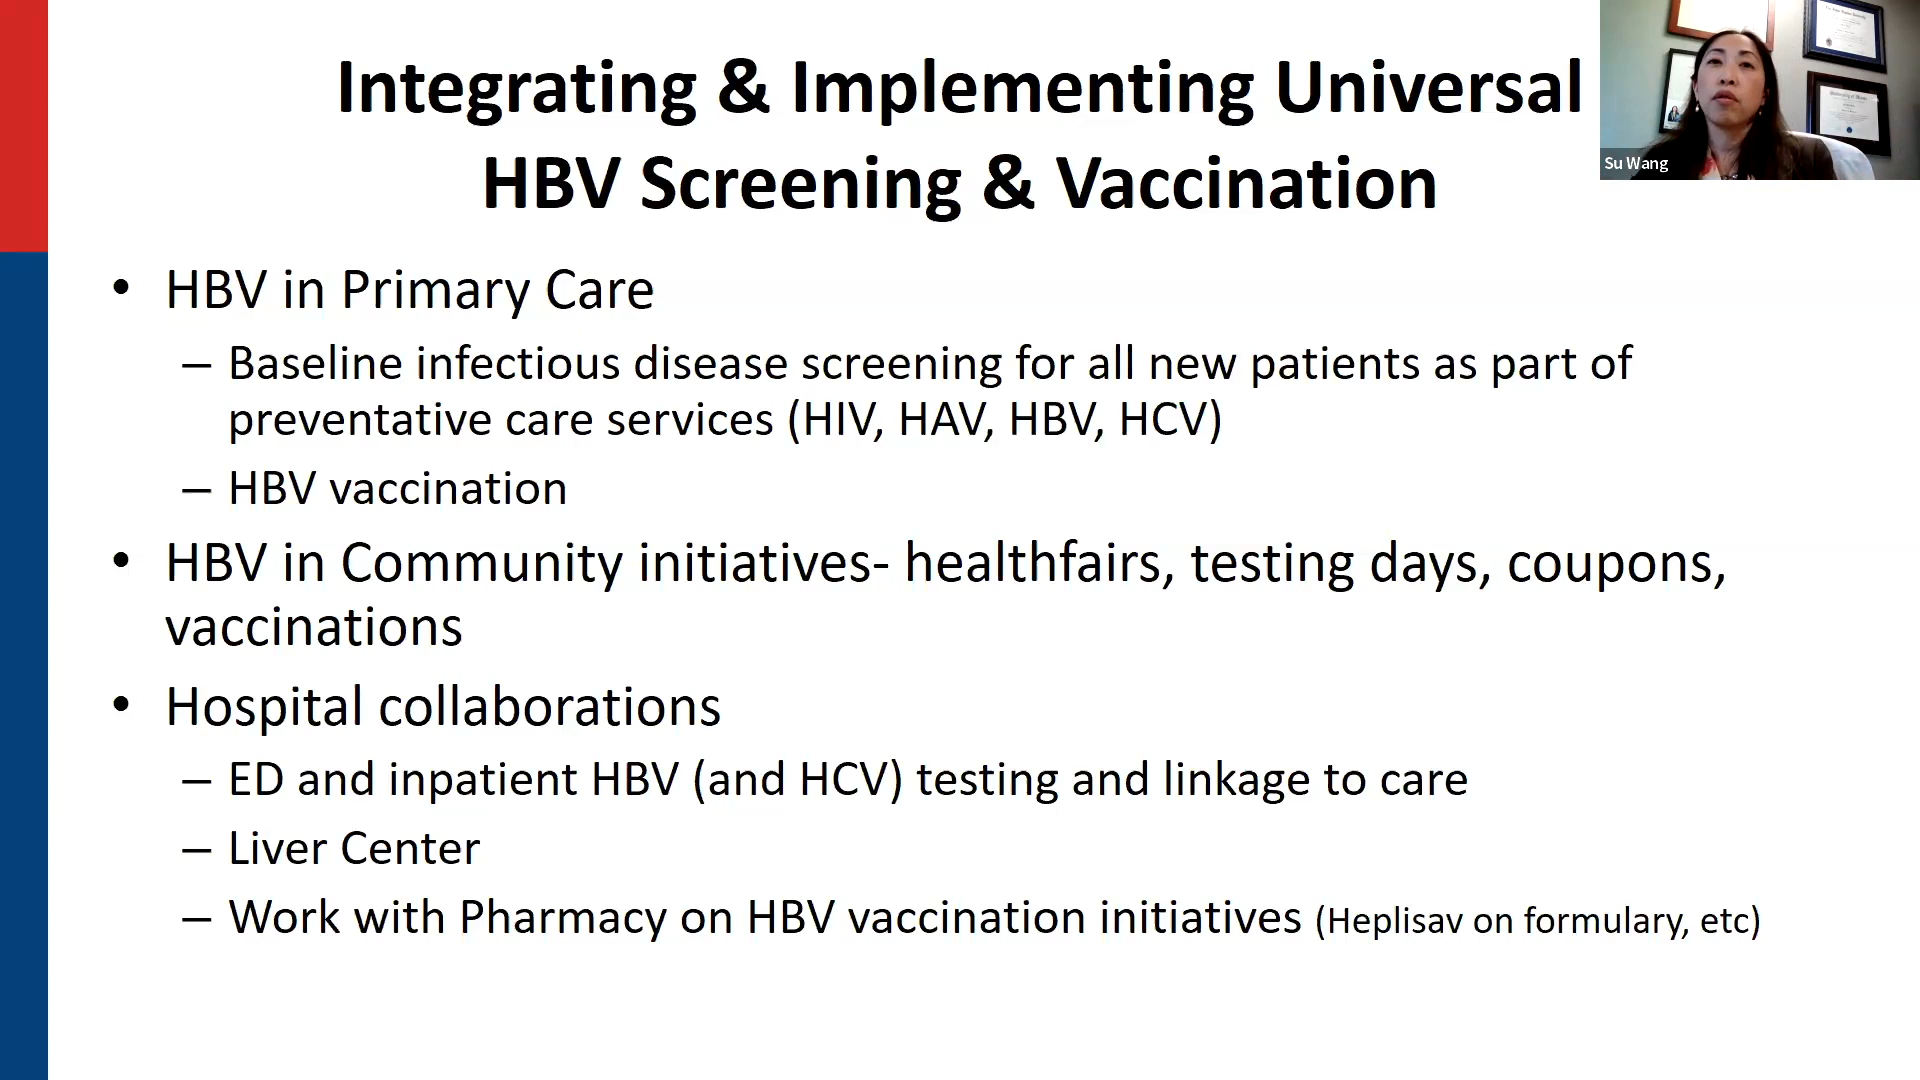 Integrating & Implementing Universal
HBV Screening & Vaccination
Su Wang
• HBV in Primary Care
– Baseline infectious disease screening for all new patients as part of
preventative care services (HIV, HAV, HBV, HCV)
– HBV vaccination
• HBV in Community initiatives- healthfairs, testing days, coupons,
vaccinations
• Hospital collaborations
– ED and inpatient HBV (and HCV) testing and linkage to care
– Liver Center
– Work with Pharmacy on HBV vaccination initiatives (Heplisav on formulary, etc)